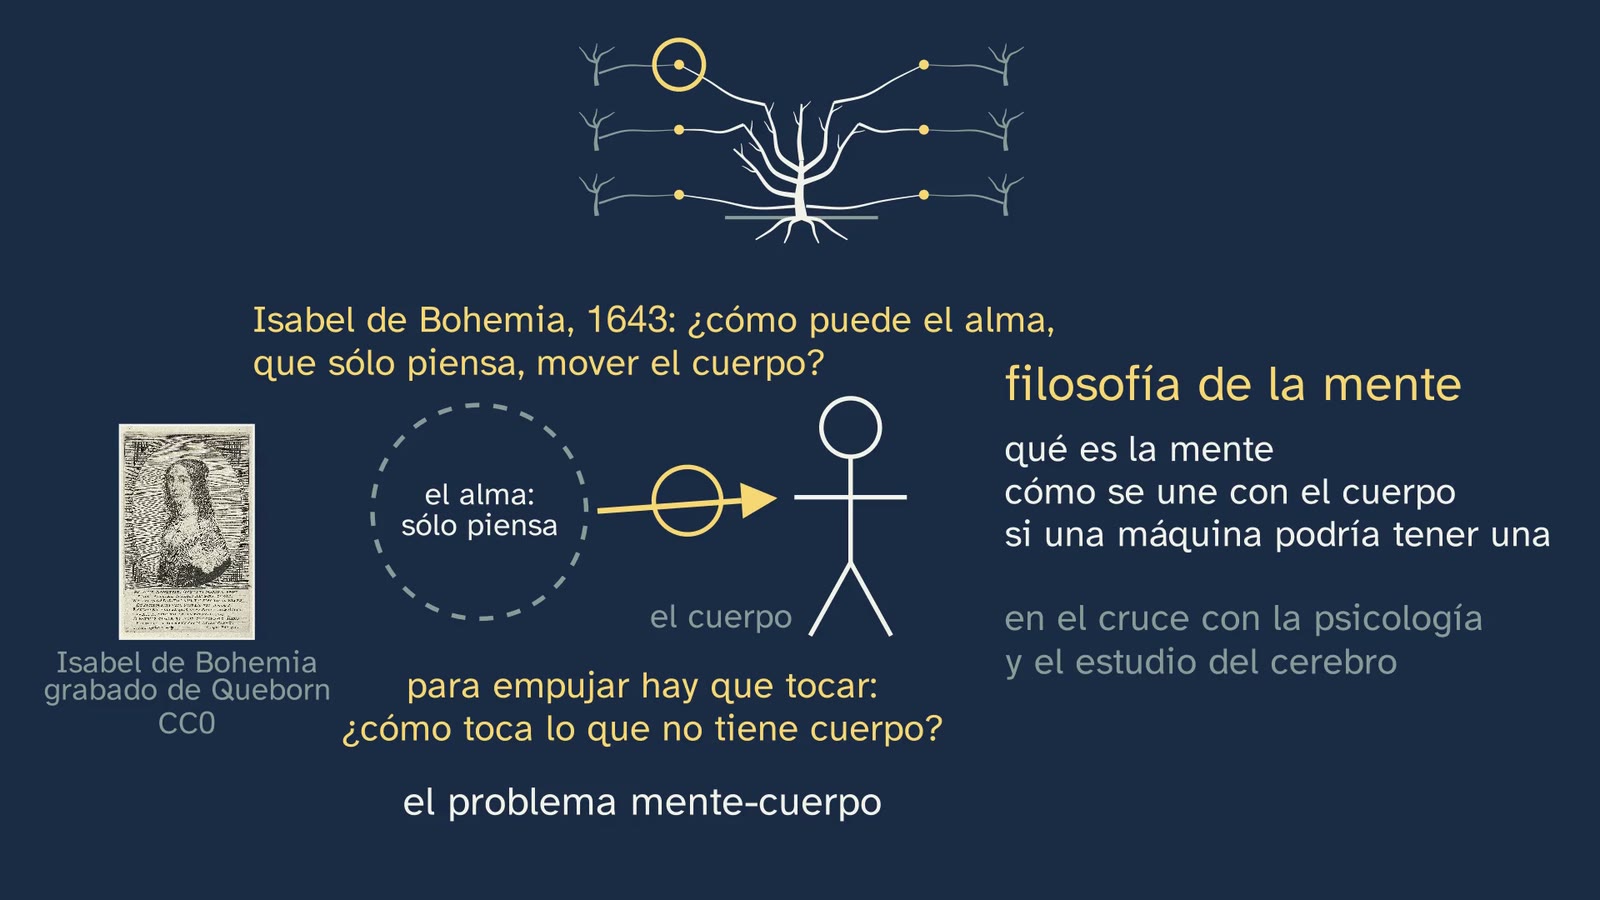 Isabel de Bohemia, 1643: ¿cómo puede el alma,
que sólo piensa, mover el cuerpo?
el alma:
sólo piensa
el cuerpo
Isabel de Bohemia
grabado de Queborn
CC0
para empujar hay que tocar:
¿cómo toca lo que no tiene cuerpo?
el problema mente-cuerpo
filosofía de la mente
qué es la mente
cómo se une con el cuerpo
si una máquina podría tener una
en el cruce con la psicología
y el estudio del cerebro